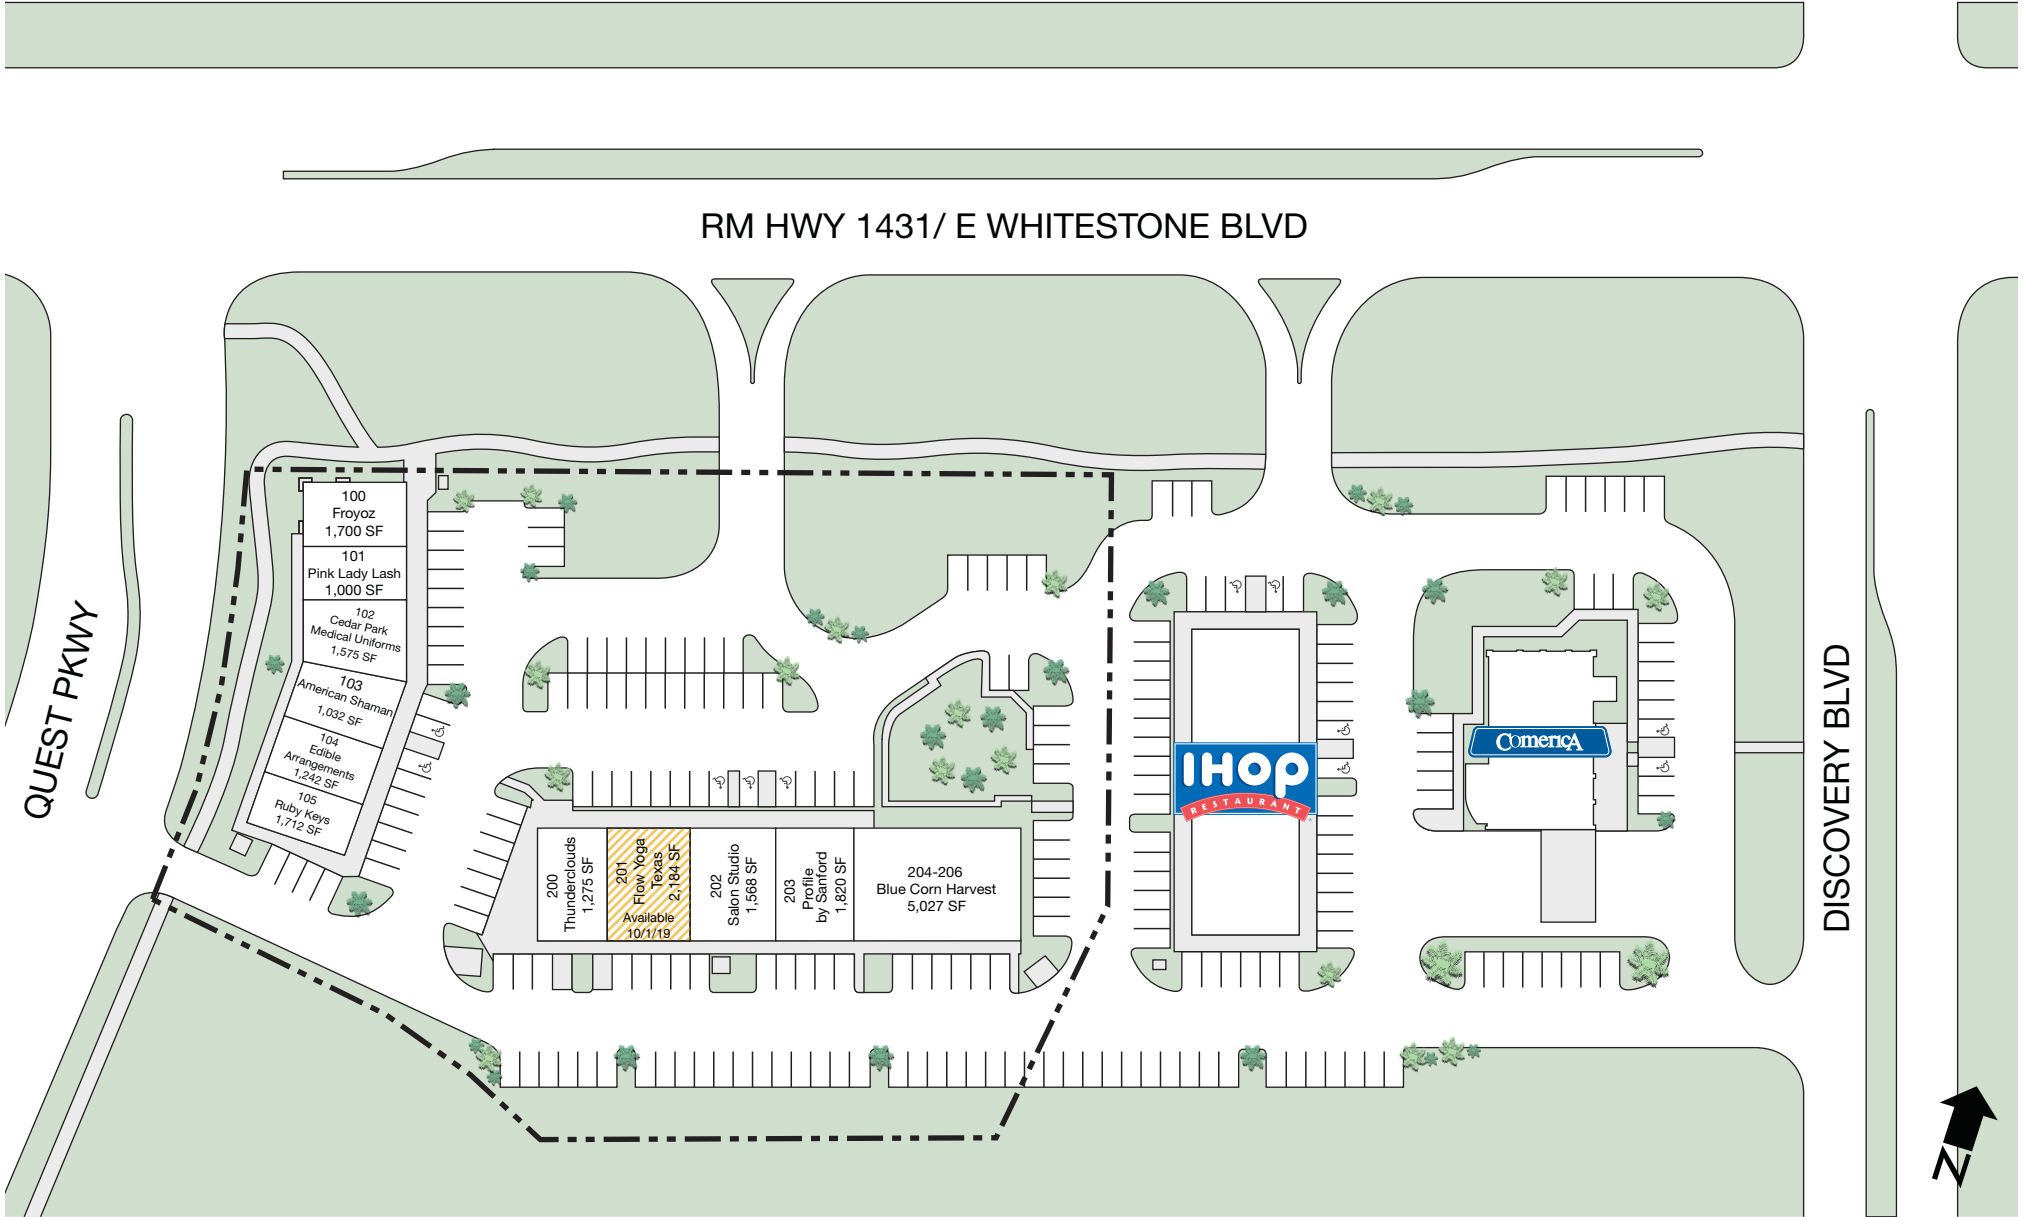 RM HWY 1431/ E WHITESTONE BLVD
QUEST PKWY
DISCOVERY BLVD
100
Froyoz
1,700 SF
101
Pink Lady Lash
1,000 SF
102
Cedar Park
Medical Uniforms
1,575 SF
103
American Shaman
1,032 SF
104
Edible
Arrangements
1,242 SF
105
Ruby Keys
1,712 SF
200
Thunderclouds
1,275 SF
201
Flow Yoga
Texas
2,184 SF
Available
10/1/19
202
Salon Studio
1,568 SF
203
Profile
by Sanford
1,820 SF
204-206
Blue Corn Harvest
5,027 SF
IHOP
RESTAURANT
ComericA
N